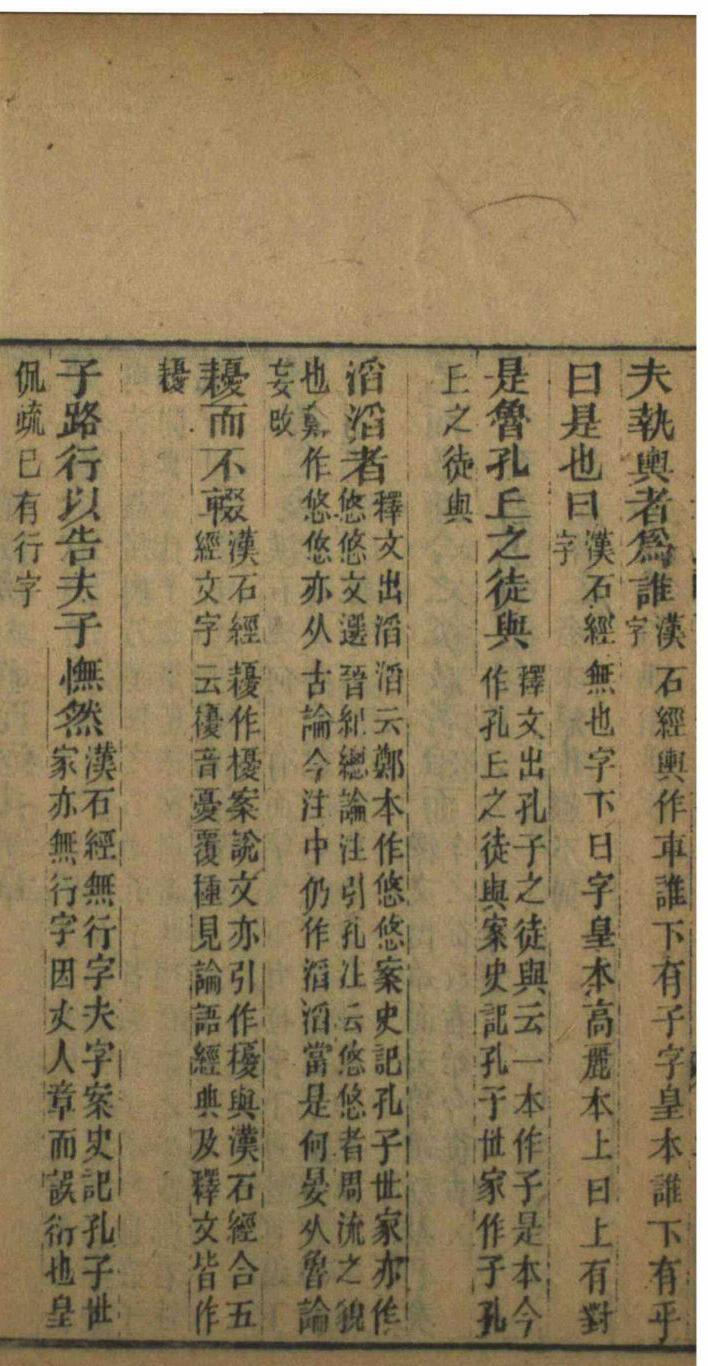 夫執輿者爲誰漢石經輿作車誰下有子字皇本誰下有乎
字
曰是也曰漢石經無也字下曰字皇本高麗本上曰上有對
字
是魯孔丘之徒與釋文出孔子之徒與云一本作子是本今
作孔丘之徒與案史記孔子世家作子孔
丘之徒與
滔滔者釋文出滔滔云鄭本作悠悠案史記孔子世家亦作
悠悠文選晉紀總論注引孔注云悠悠者周流之貌
也鄭作悠悠亦从古論今注中仍作滔滔當是何晏从魯論
妄改
耰而不輟漢石經耰作櫌案說文亦引作櫌與漢石經合五
經文字云櫌音憂覆種見論語經典及釋文皆作
耰
子路行以告夫子憮然漢石經無行字夫字案史記孔子世
家亦無行字因丈人章而誤衍也皇
侃疏已有行字